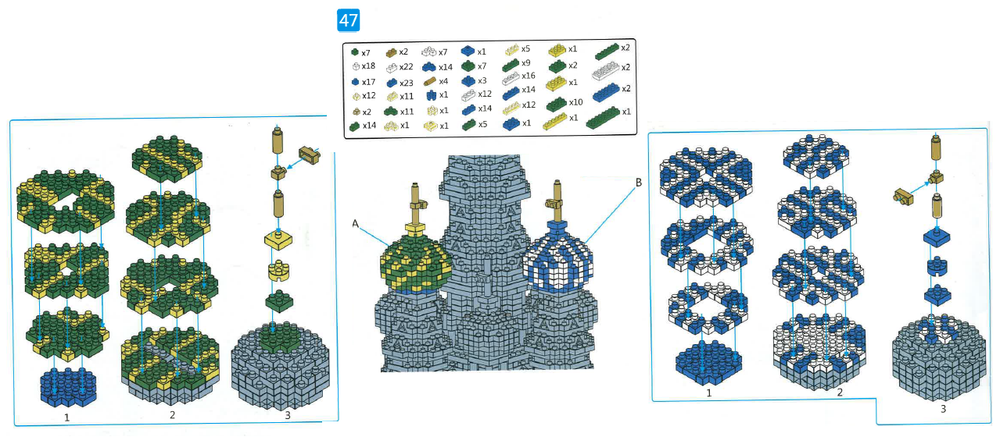 47
x7 x2 x7 x1 x5 x1 x2
x18 x22 x14 x7 x9 x2 x2
x17 x23 x4 x3 x16 x1 x2
x12 x11 x1 x12 x14 x10 x1
x2 x11 x1 x14 x12 x1
x14 x1 x1 x5 x1
A
B
1
2
3
1
2
3